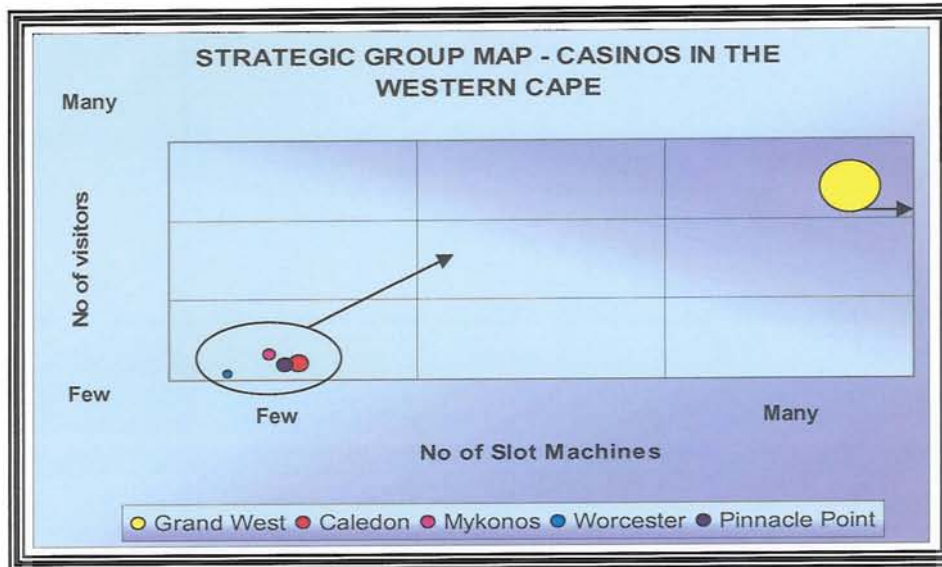 STRATEGIC GROUP MAP - CASINOS IN THE
WESTERN CAPE
Many
No of visitors
Few
Few
Many
No of Slot Machines
Grand West
Caledon
Mykonos
Worcester
Pinnacle Point